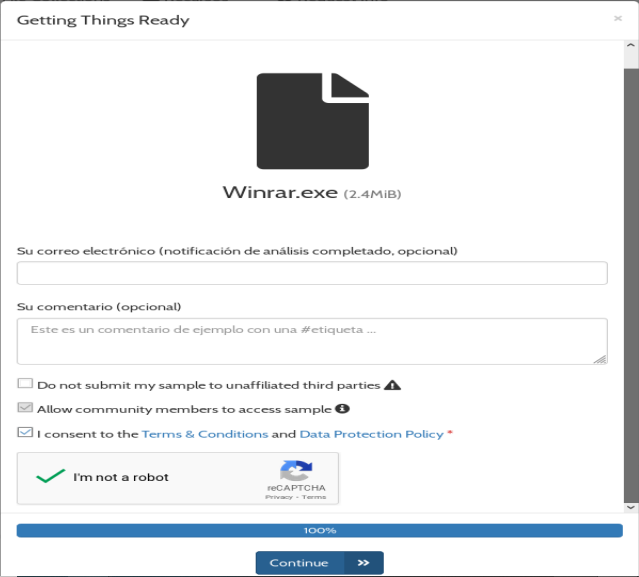 Getting Things Ready
×
Winrar.exe (2.4MiB)
Su correo electrónico (notificación de análisis completado, opcional)
Su comentario (opcional)
Este es un comentario de ejemplo con una #etiqueta ...
Do not submit my sample to unaffiliated third parties
Allow community members to access sample
I consent to the Terms & Conditions and Data Protection Policy *
I'm not a robot
reCAPTCHA
Privacy - Terms
100%
Continue »